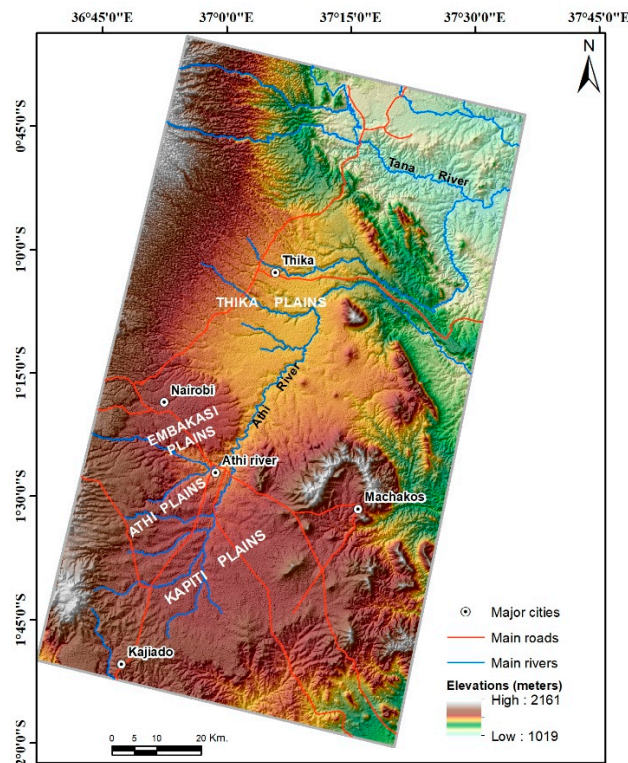 36°45'0"E 37°0'0"E 37°15'0"E 37°30'0"E 37°45'0"E
N
0°45'0"S
Tana River
1°0'0"S
Thika
THIKA PLAINS
1°15'0"S
Nairobi
Athi River
EMBAKASI
PLAINS
Athi river
1°30'0"S
Machakos
ATHI PLAINS
KAPITI PLAINS
1°45'0"S
Kajiado
2°0'0"S
Major cities
Main roads
Main rivers
Elevations (meters)
High : 2161
Low : 1019
0 5 10 20 Km.